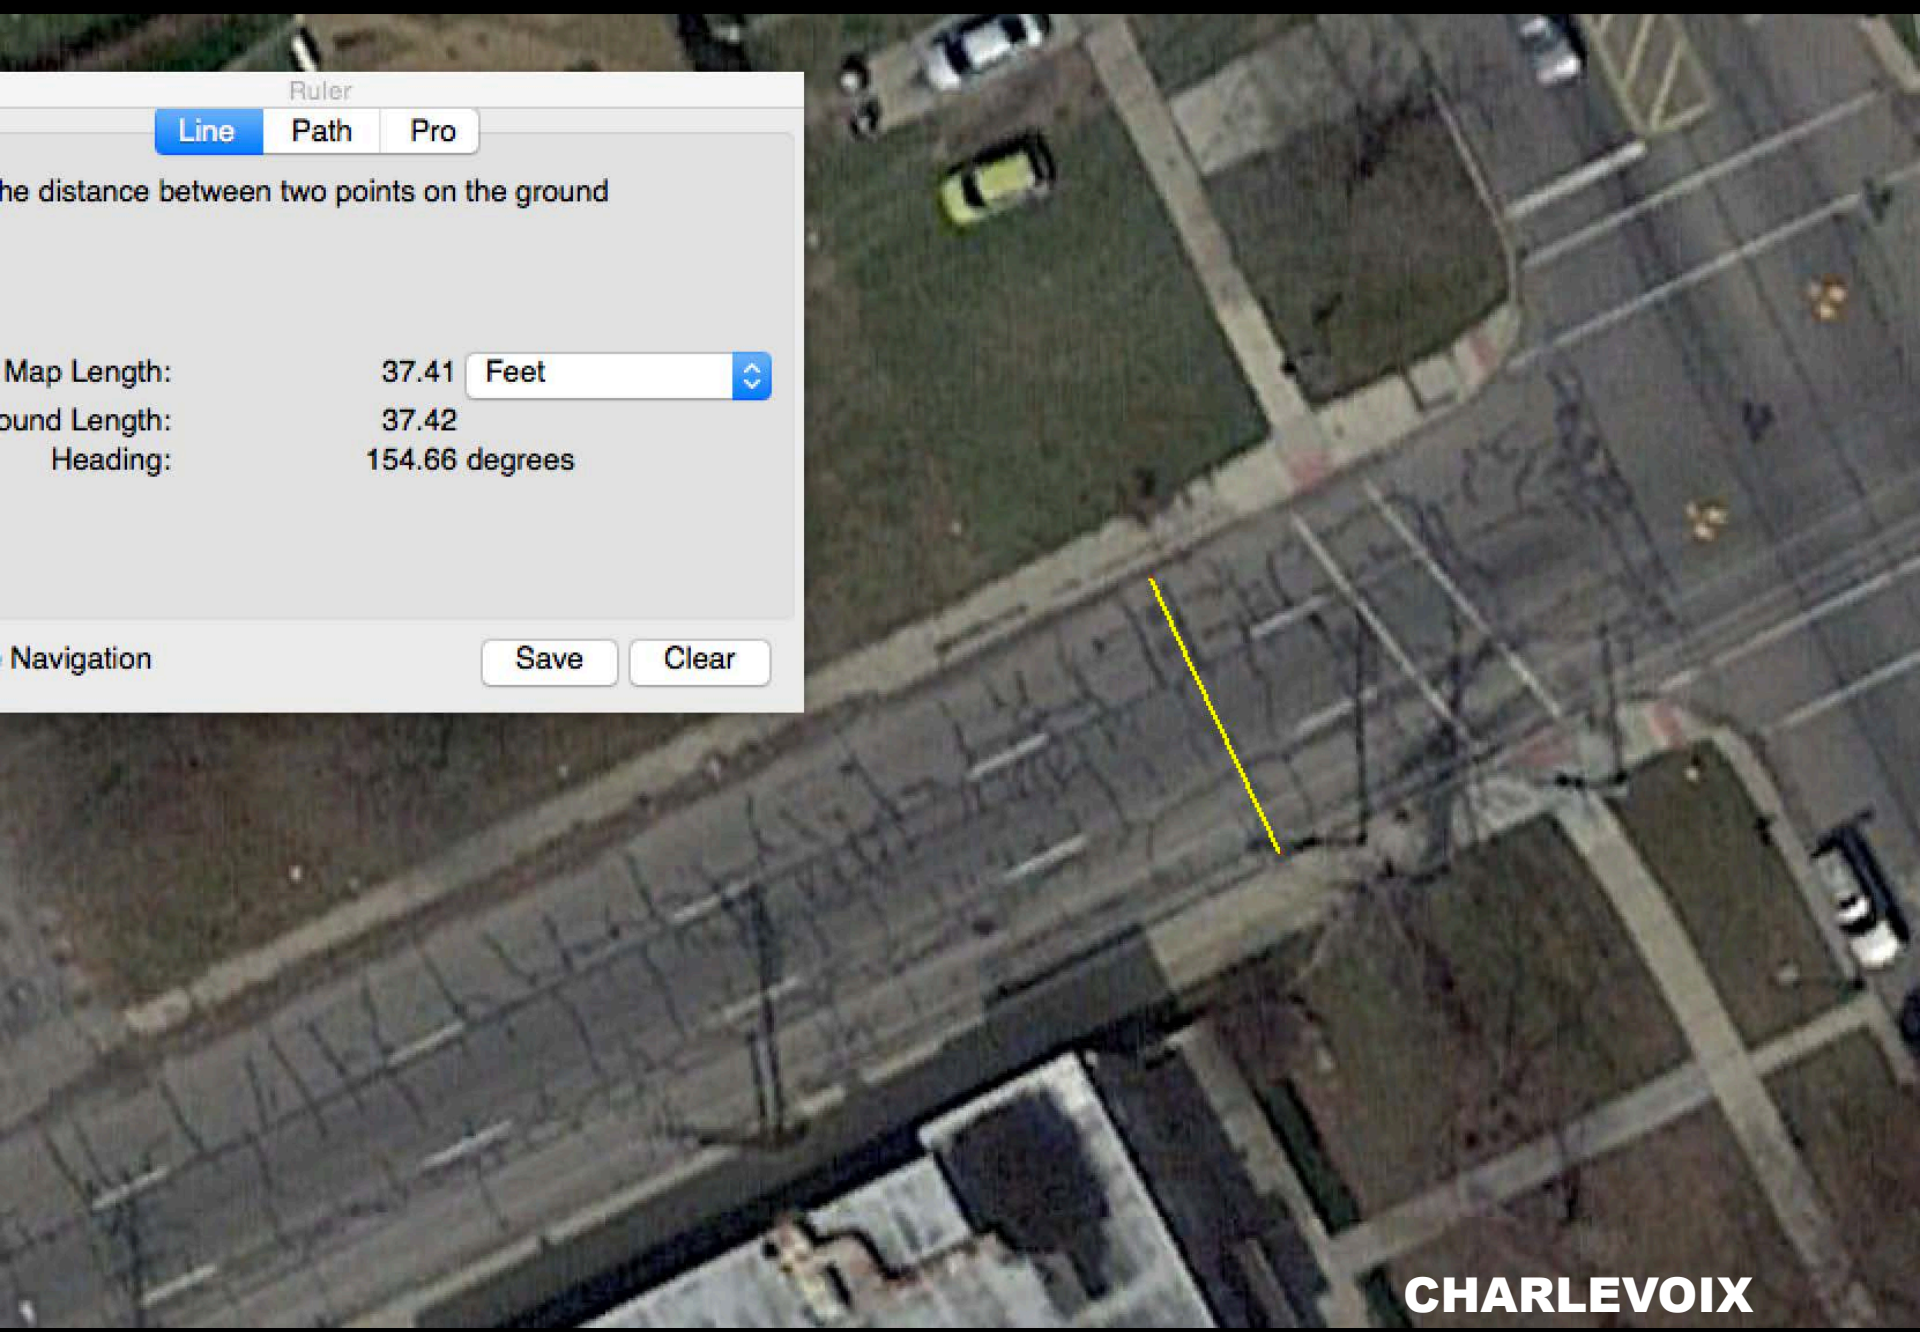 Ruler
Line Path Pro
he distance between two points on the ground
Map Length: 37.41 Feet
ound Length: 37.42
Heading: 154.66 degrees
Navigation
Save Clear
CHARLEVOIX